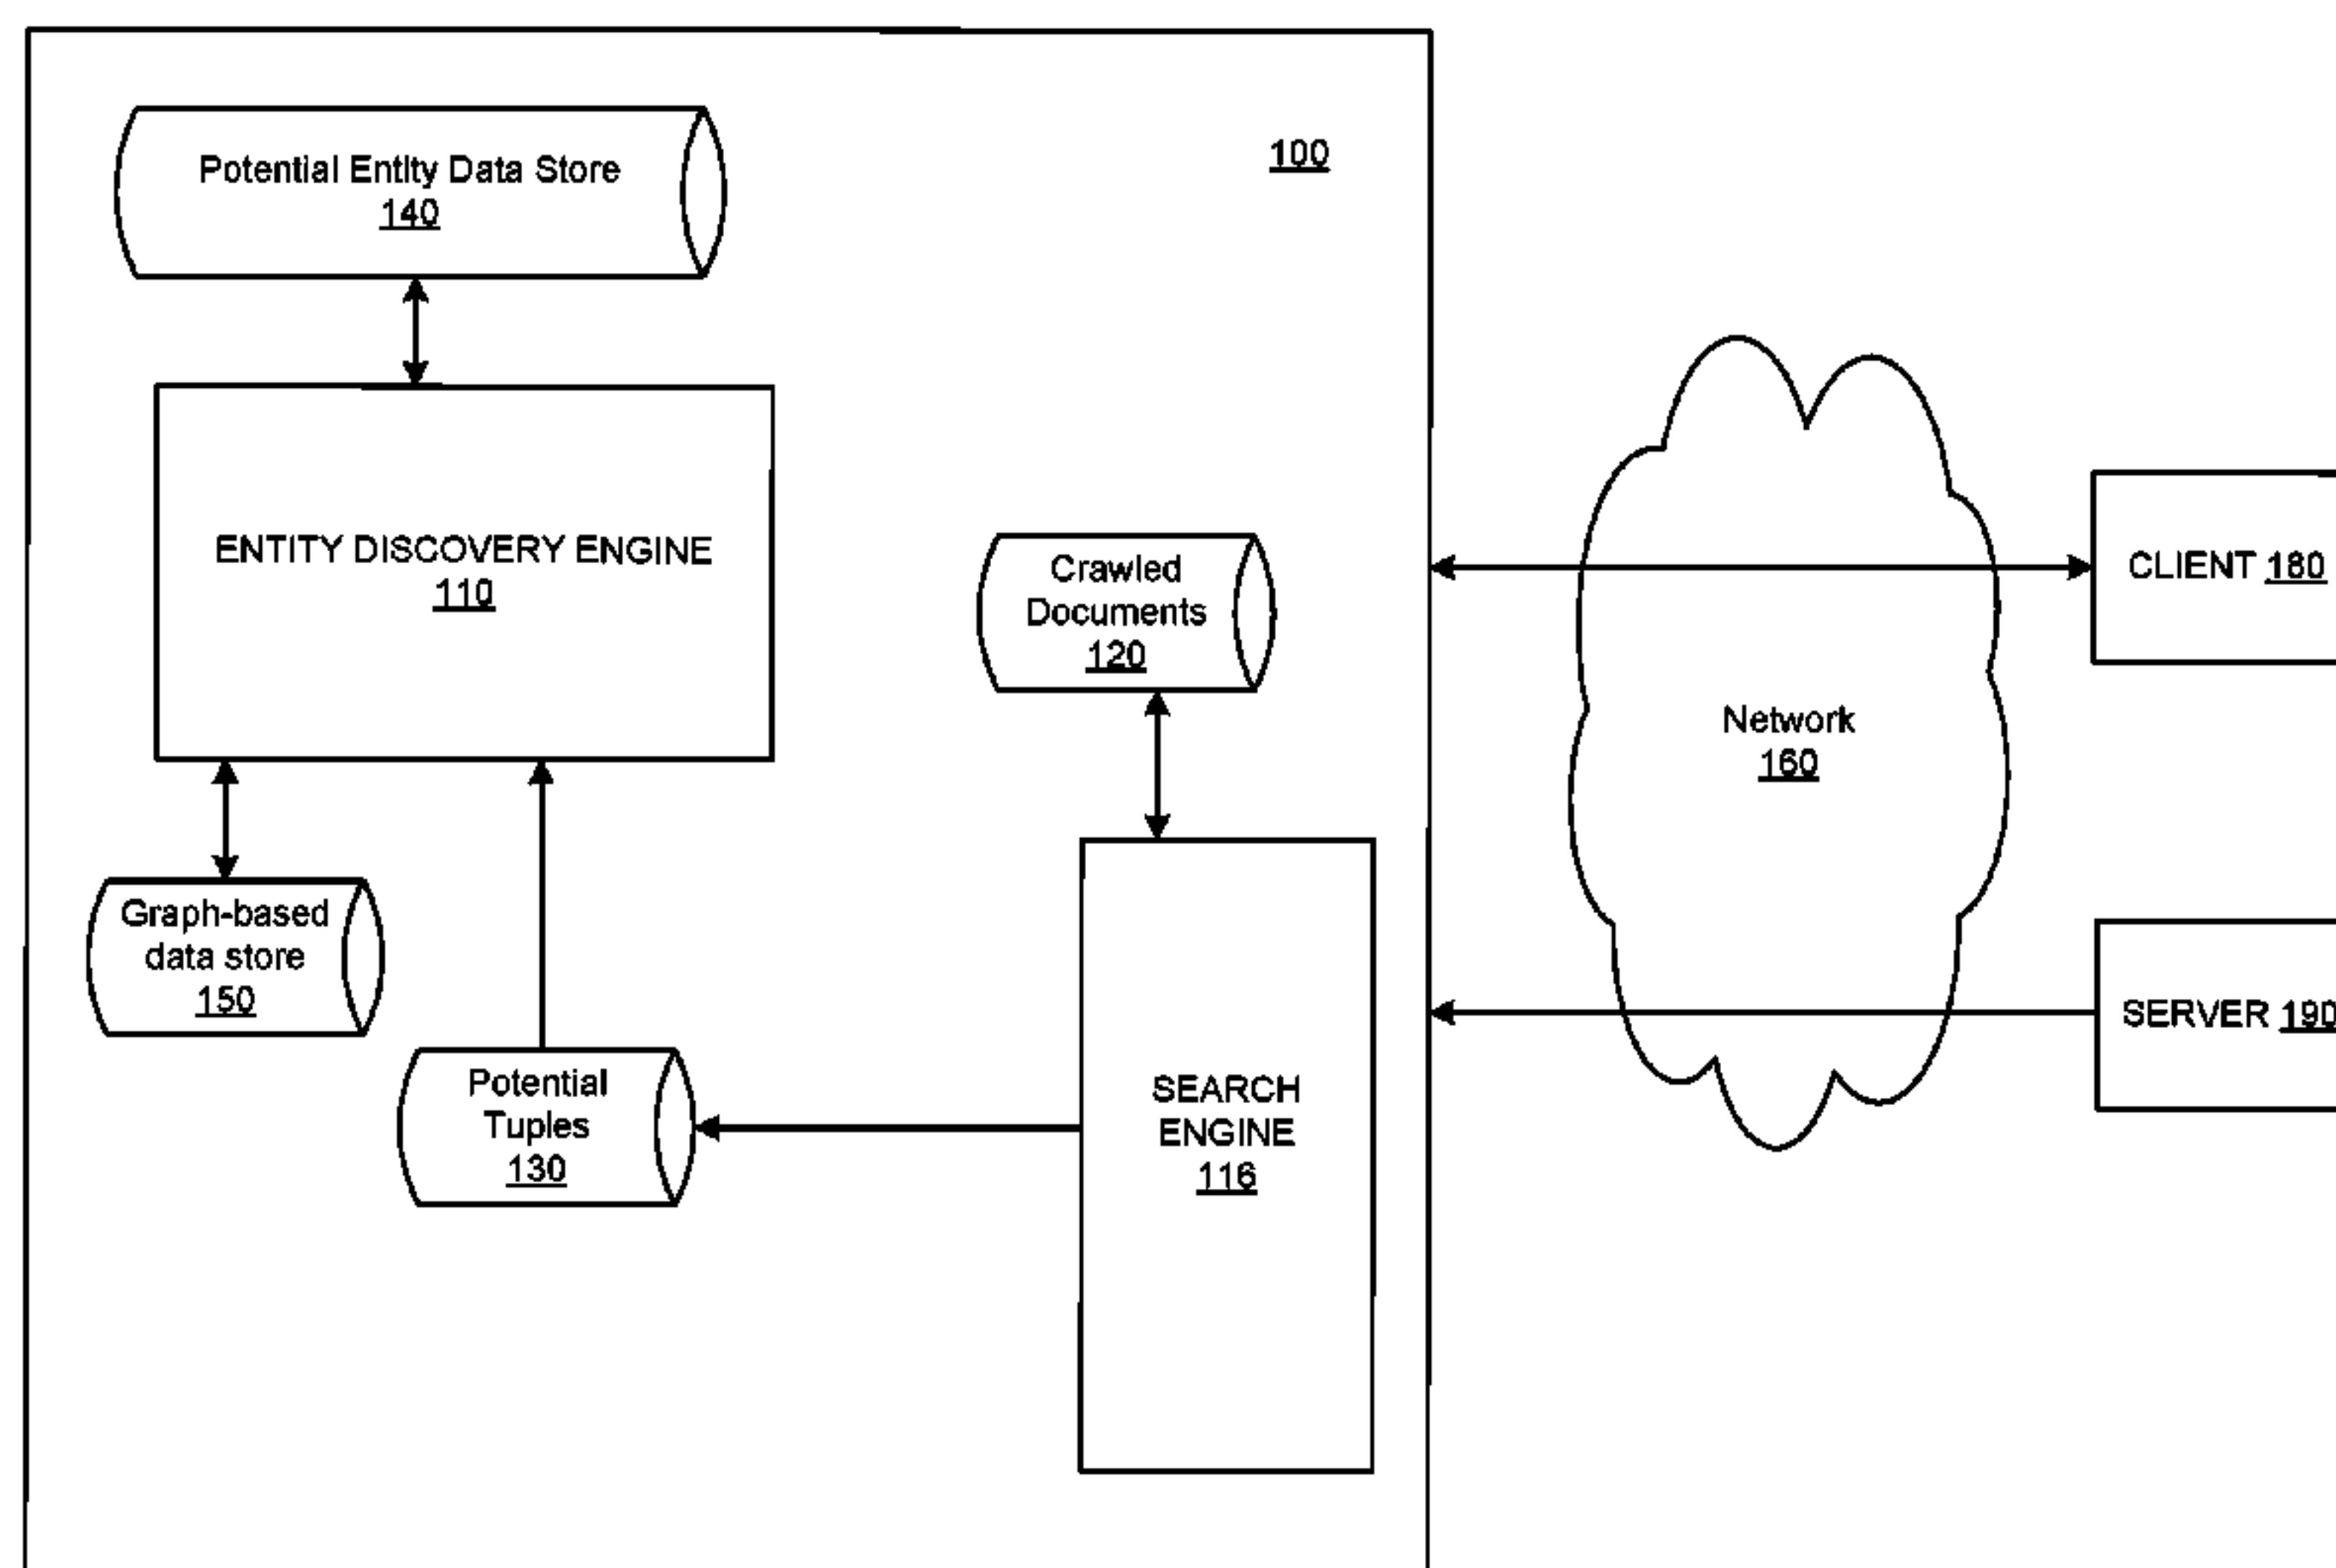 100
Potential Entity Data Store
140
ENTITY DISCOVERY ENGINE
110
Crawled
Documents
120
CLIENT 180
Network
160
Graph-based
data store
150
SERVER 190
Potential
Tuples
130
SEARCH
ENGINE
116